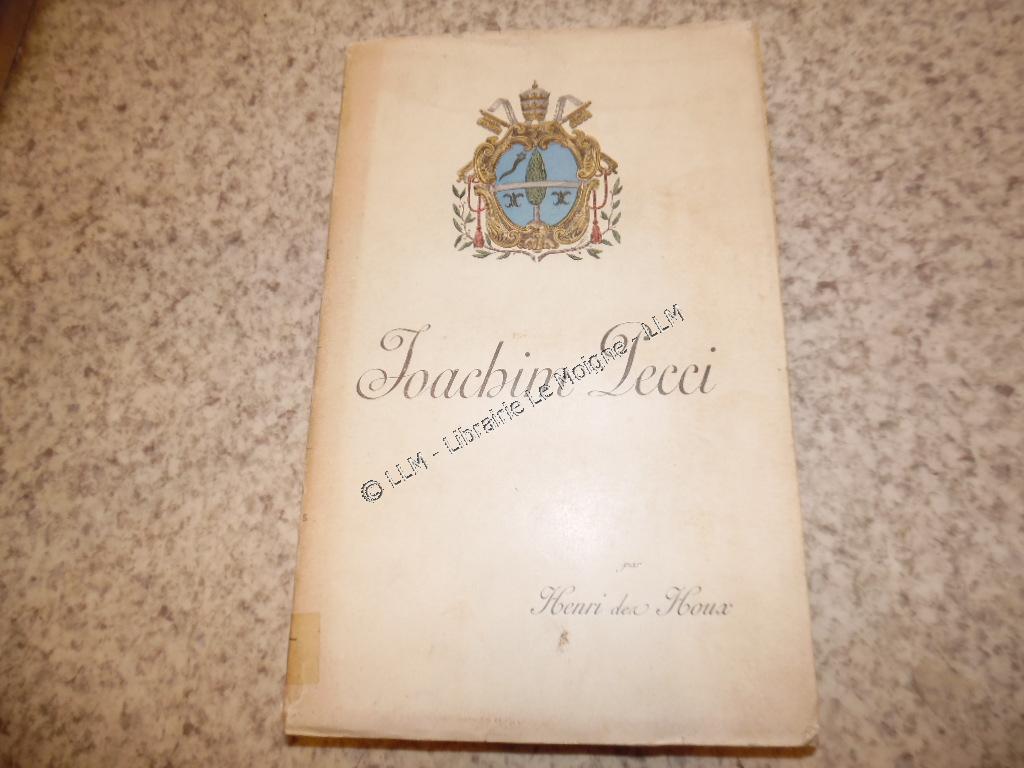 Joachim Pecci
© LLM - Librairie Le Moigne - LLM
par
Henri des Houx